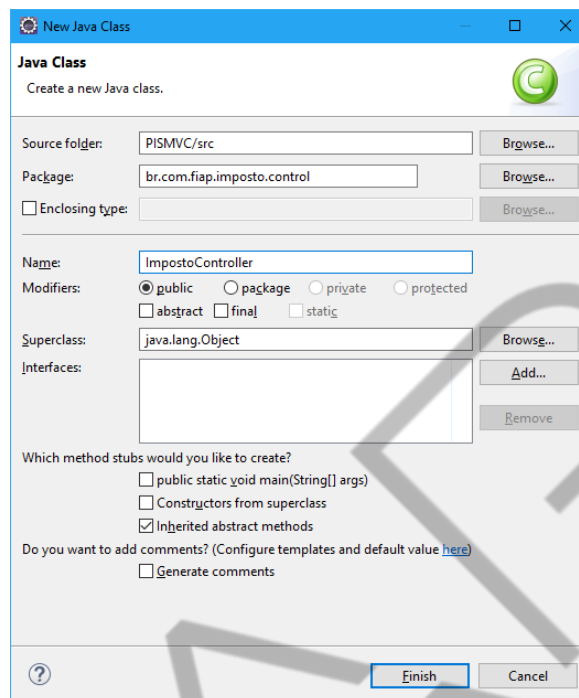 New Java Class
Java Class
Create a new Java class.
Source folder: PISMVC/src Browse...
Package: br.com.fiap.imposto.control Browse...
Enclosing type: Browse...
Name: ImpostoController
Modifiers: public package private protected
abstract final static
Superclass: java.lang.Object Browse...
Interfaces: Add...
Remove
Which method stubs would you like to create?
public static void main(String[] args)
Constructors from superclass
Inherited abstract methods
Do you want to add comments? (Configure templates and default value here)
Generate comments
? Finish Cancel